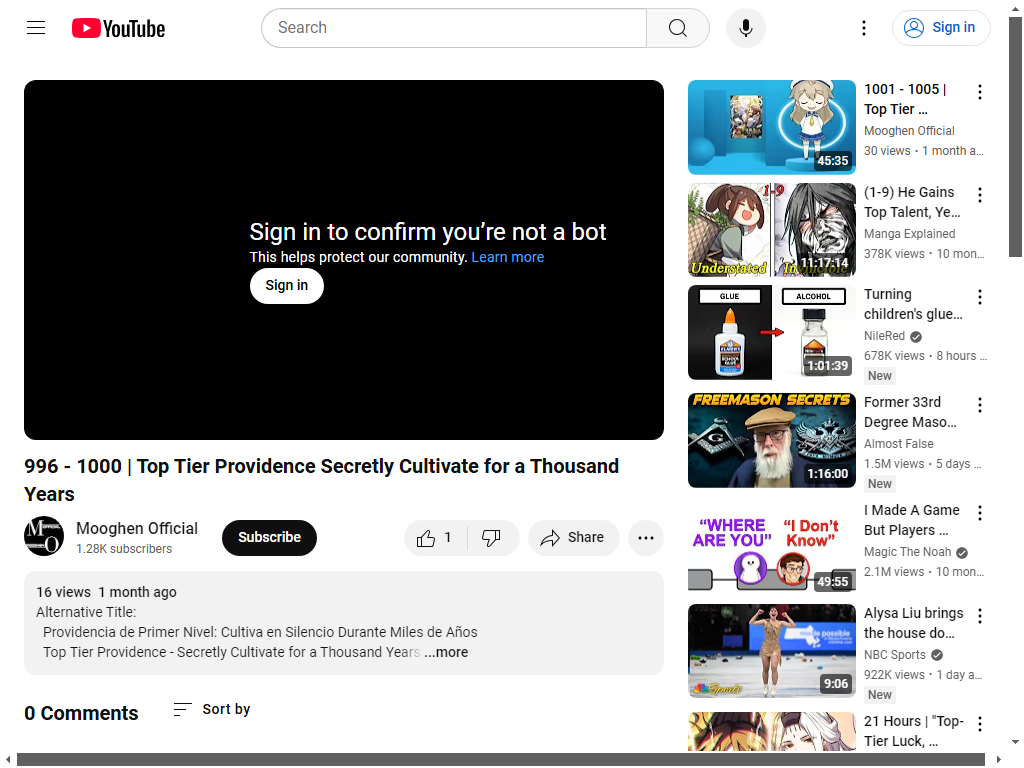 YouTube
Search
Sign in
Sign in to confirm you're not a bot
This helps protect our community. Learn more
Sign in
996 - 1000 | Top Tier Providence Secretly Cultivate for a Thousand
Years
Mooghen Official
1.28K subscribers
Subscribe
1
Share
16 views 1 month ago
Alternative Title:
Providencia de Primer Nivel: Cultiva en Silencio Durante Miles de Años
Top Tier Providence - Secretly Cultivate for a Thousand Years ...more
0 Comments
Sort by
45:35
1001 - 1005 |
Top Tier ...
Mooghen Official
30 views • 1 month a...
1-9
Understated
11:17:14
(1-9) He Gains
Top Talent, Ye...
Manga Explained
378K views • 10 mon...
GLUE
ALCOHOL
1:01:39
Turning
children's glue...
NileRed
678K views • 8 hours ...
New
FREEMASON SECRETS
G
1:16:00
Former 33rd
Degree Maso...
Almost False
1.5M views • 5 days ...
New
"WHERE
ARE YOU"
"I Don't
Know"
49:55
I Made A Game
But Players ...
Magic The Noah
2.1M views • 10 mon...
made possible
Sports
9:06
Alysa Liu brings
the house do...
NBC Sports
922K views • 1 day a...
New
21 Hours | "Top-
Tier Luck, ...